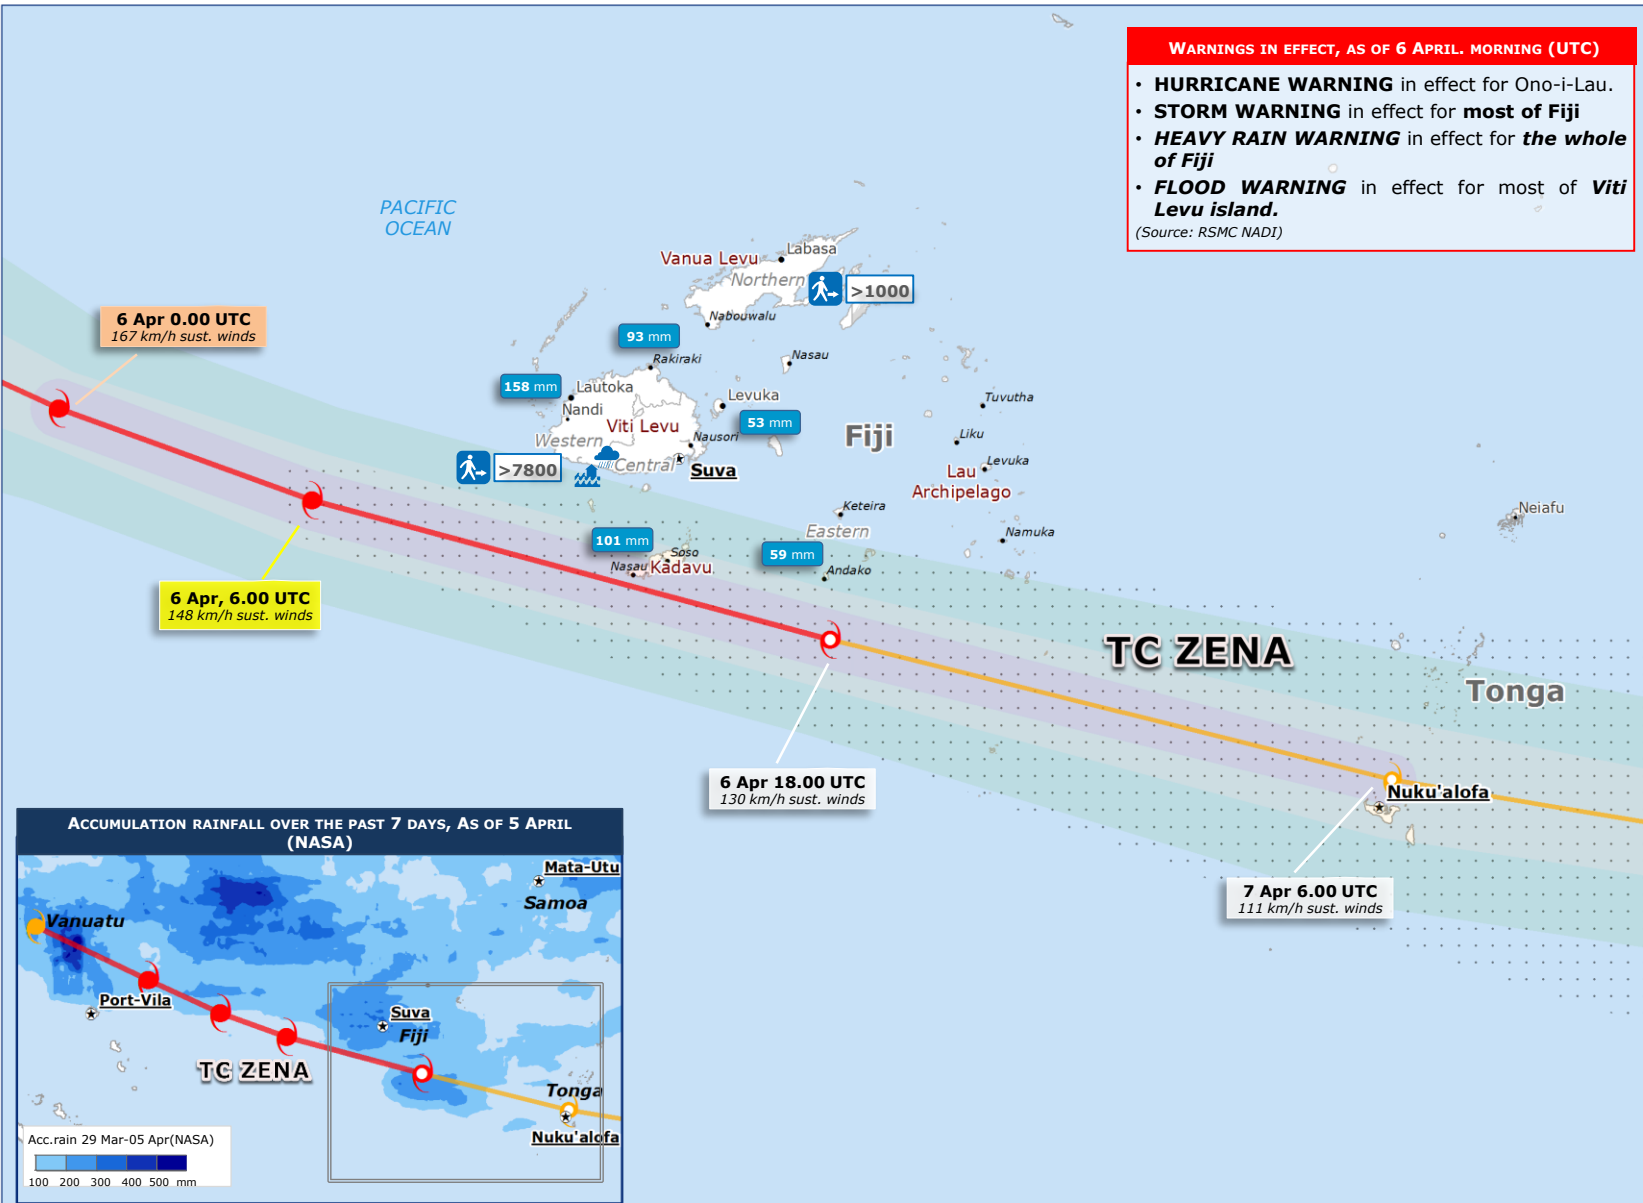 WARNINGS IN EFFECT, AS OF 6 APRIL. MORNING (UTC)
• HURRICANE WARNING in effect for Ono-i-Lau.
• STORM WARNING in effect for most of Fiji
• HEAVY RAIN WARNING in effect for the whole
of Fiji
• FLOOD WARNING in effect for most of Viti
Levu island.
(Source: RSMC NADI)
PACIFIC
OCEAN
Vanua Levu
Labasa
Northern
>1000
Nabouwalu
6 Apr 0.00 UTC
167 km/h sust. winds
93 mm
Rakiraki
Nasau
158 mm
Lautoka
Nandi
Levuka
Tuvutha
Viti Levu
53 mm
Fiji
Western
Nausori
Liku
>7800
Central
Suva
Levuka
Lau
Archipelago
Keteira
Eastern
Neiafu
Namuka
101 mm
Soso
59 mm
Nasau
Kadavu
Andako
6 Apr, 6.00 UTC
148 km/h sust. winds
TC ZENA
Tonga
6 Apr 18.00 UTC
130 km/h sust. winds
Nuku'alofa
7 Apr 6.00 UTC
111 km/h sust. winds
ACCUMULATION RAINFALL OVER THE PAST 7 DAYS, AS OF 5 APRIL
(NASA)
Mata-Utu
Samoa
Vanuatu
Port-Vila
Suva
Fiji
TC ZENA
Tonga
Nuku'alofa
Acc.rain 29 Mar-05 Apr(NASA)
100 200 300 400 500 mm